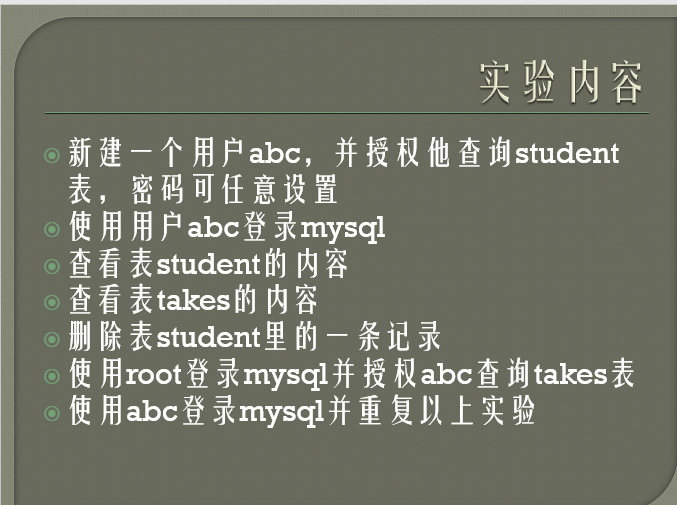 实验内容
新建一个用户abc，并授权他查询student
表，密码可任意设置
使用用户abc登录mysql
查看表student的内容
查看表takes的内容
删除表student里的一条记录
使用root登录mysql并授权abc查询takes表
使用abc登录mysql并重复以上实验